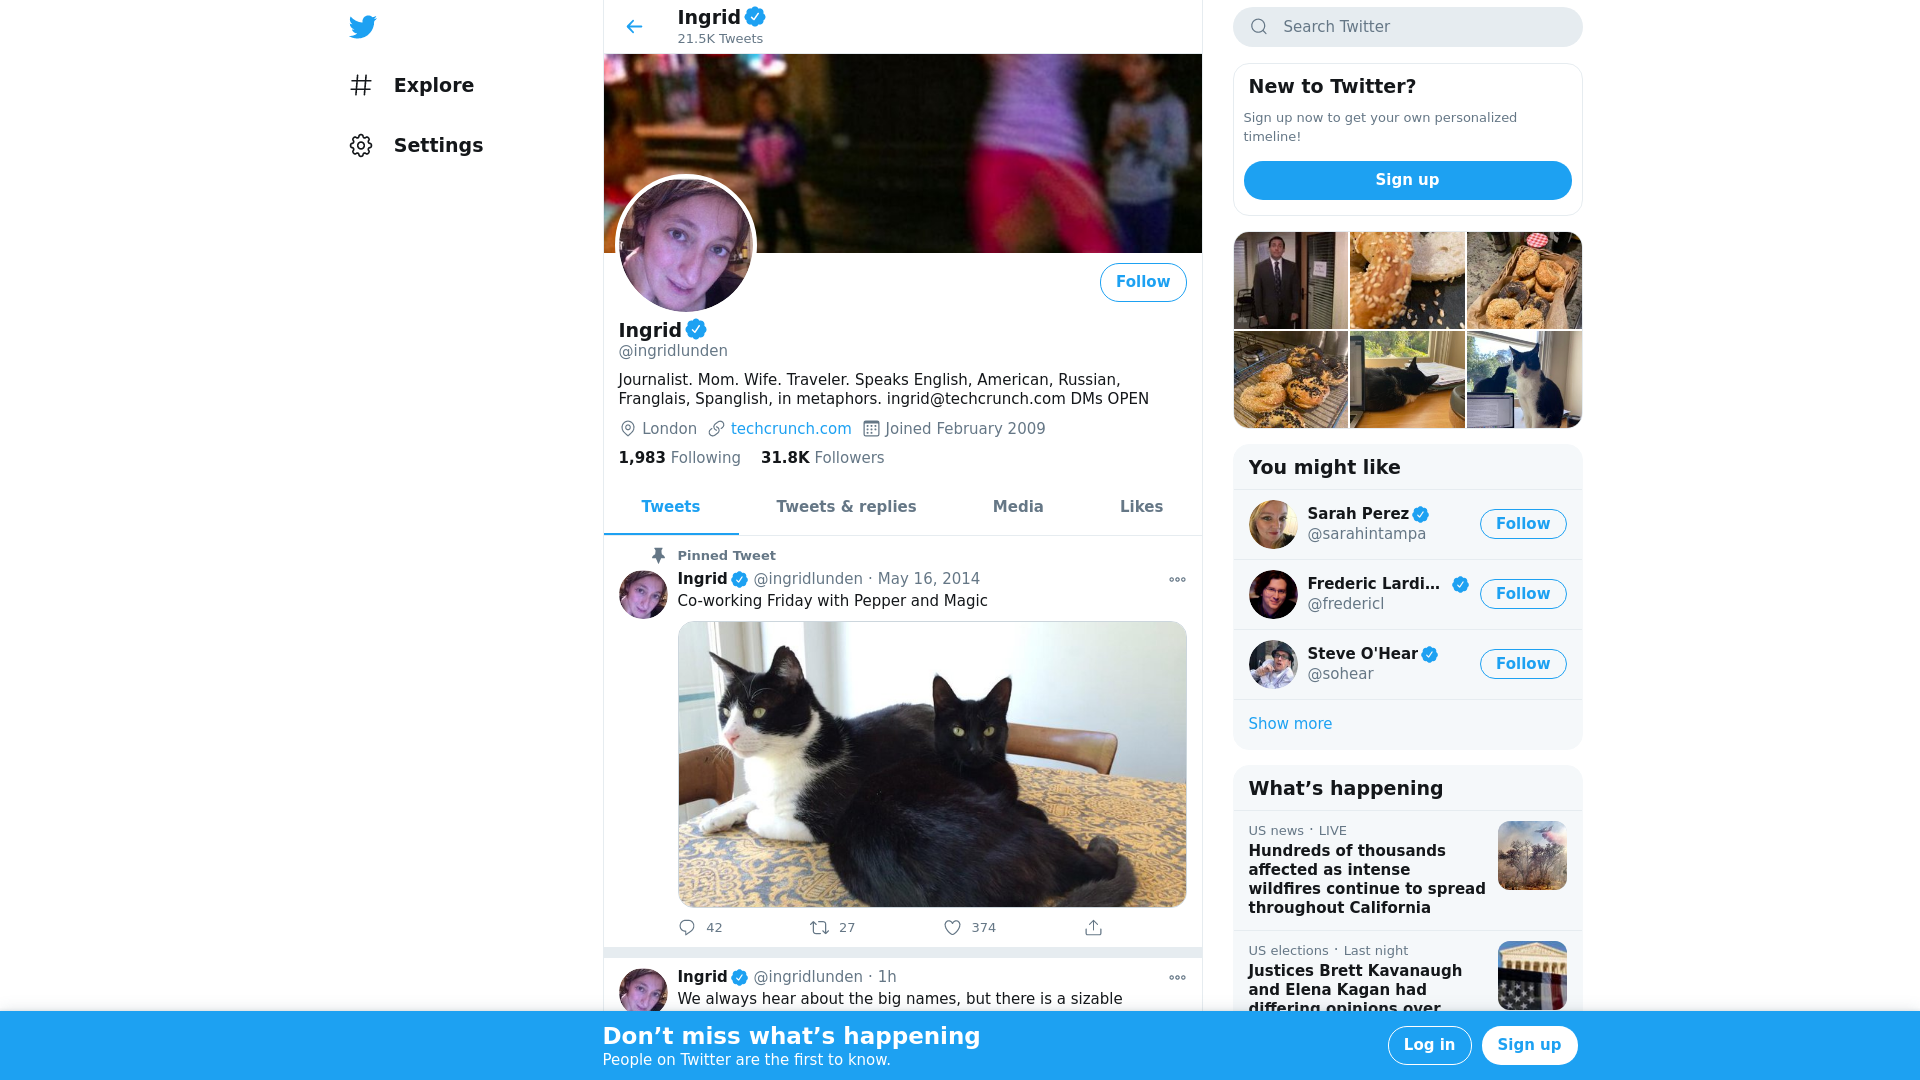 Explore
Settings
Ingrid
21.5K Tweets
Follow
Ingrid
@ingridlunden
Journalist. Mom. Wife. Traveler. Speaks English, American, Russian,
Franglais, Spanglish, in metaphors. ingrid@techcrunch.com DMs OPEN
London techcrunch.com Joined February 2009
1,983 Following 31.8K Followers
Tweets Tweets & replies Media Likes
Pinned Tweet
Ingrid @ingridlunden · May 16, 2014
Co-working Friday with Pepper and Magic
42 27 374
Ingrid @ingridlunden · 1h
We always hear about the big names, but there is a sizable
Search Twitter
New to Twitter?
Sign up now to get your own personalized
timeline!
Sign up
You might like
Sarah Perez
@sarahintampa
Follow
Frederic Lardi...
@fredericl
Follow
Steve O'Hear
@sohear
Follow
Show more
What’s happening
US news · LIVE
Hundreds of thousands
affected as intense
wildfires continue to spread
throughout California
US elections · Last night
Justices Brett Kavanaugh
and Elena Kagan had
differing opinions over
Don’t miss what’s happening
People on Twitter are the first to know.
Log in
Sign up